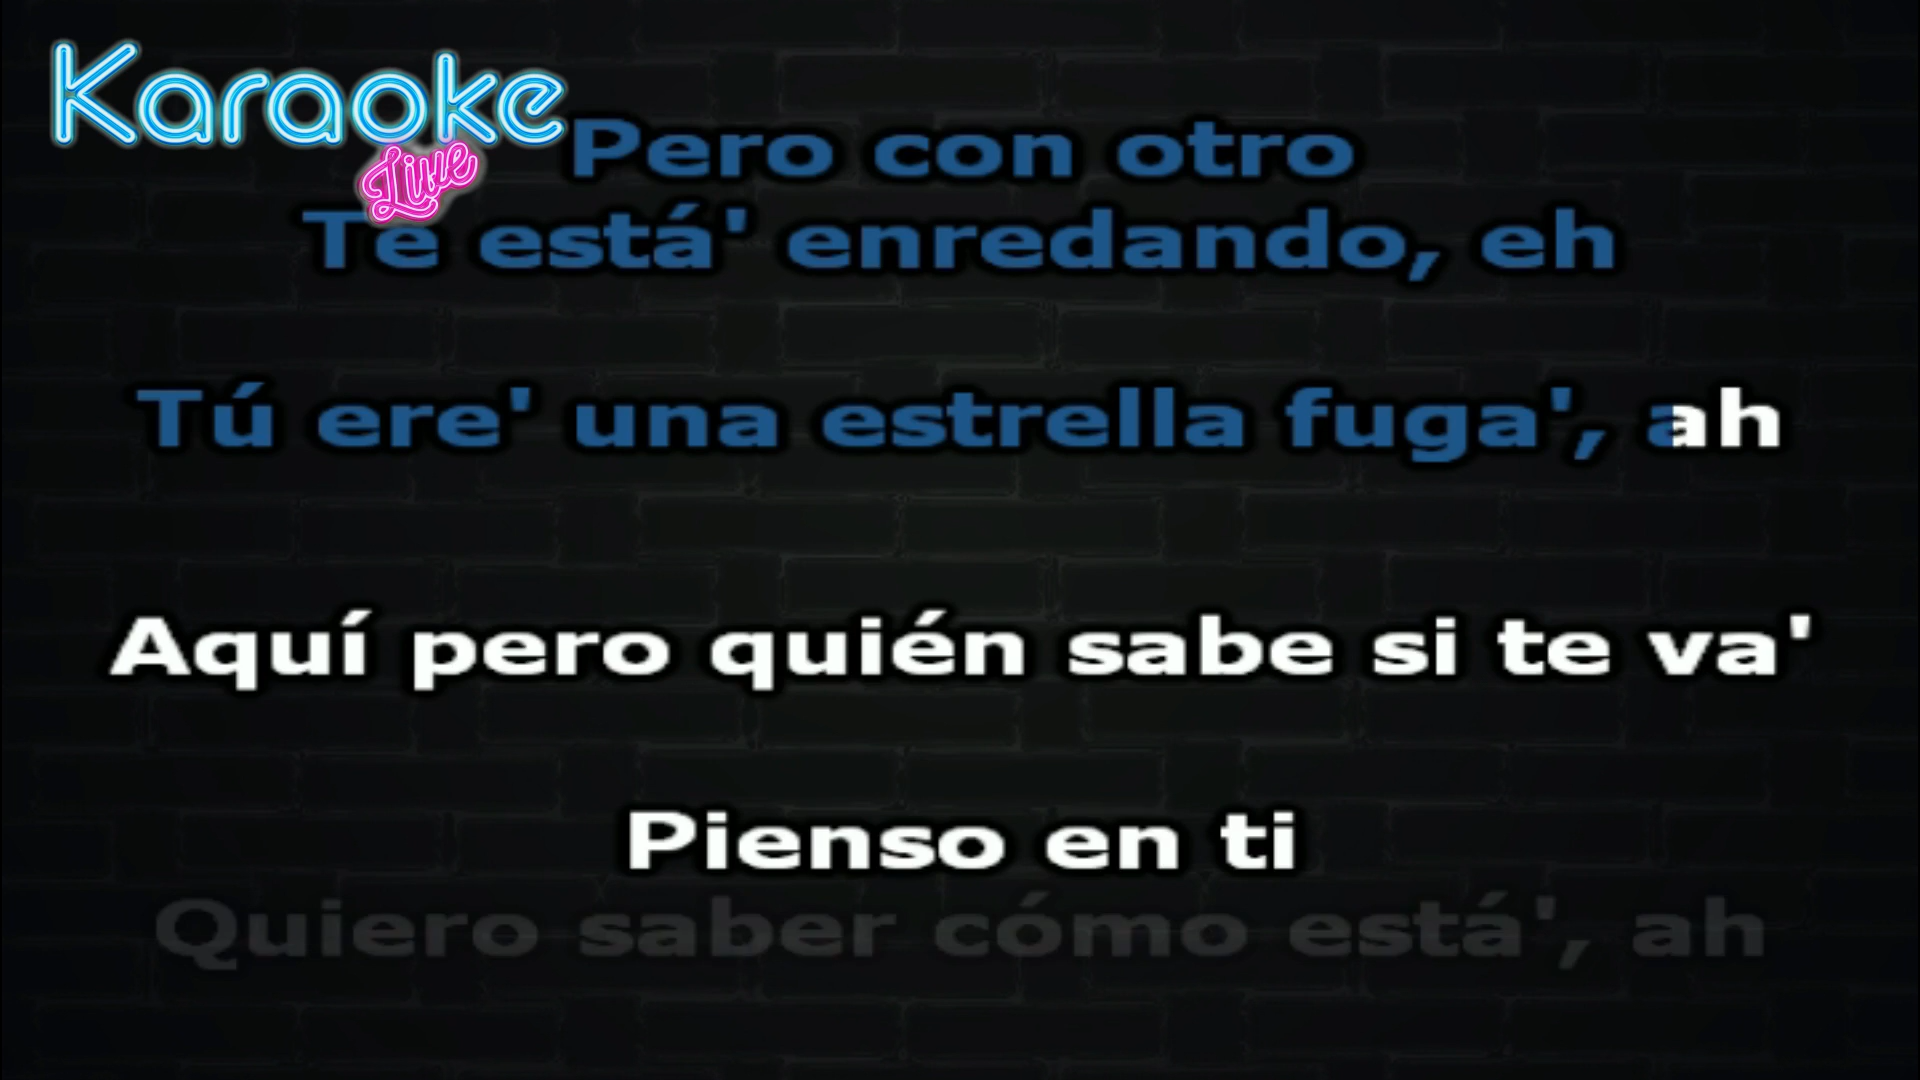 Karaoke
Live
Pero con otro
Te está' enredando, eh
Tú ere' una estrella fuga', ah
Aquí pero quién sabe si te va'
Pienso en ti
Quiero saber cómo está', ah